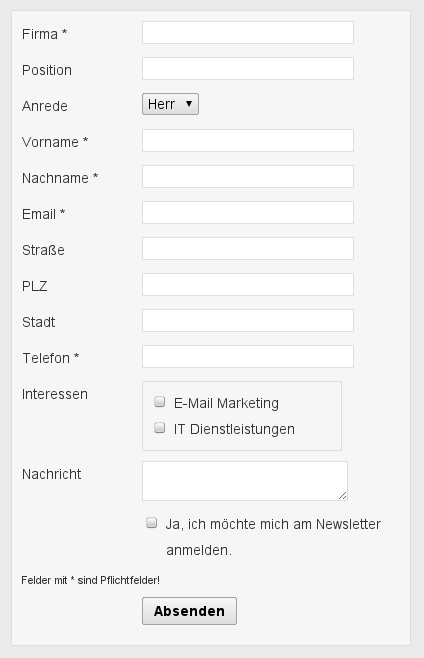 Firma *
Position
Anrede Herr
Vorname *
Nachname *
Email *
Straße
PLZ
Stadt
Telefon *
Interessen
E-Mail Marketing
IT Dienstleistungen
Nachricht
Ja, ich möchte mich am Newsletter
anmelden.
Felder mit * sind Pflichtfelder!
Absenden